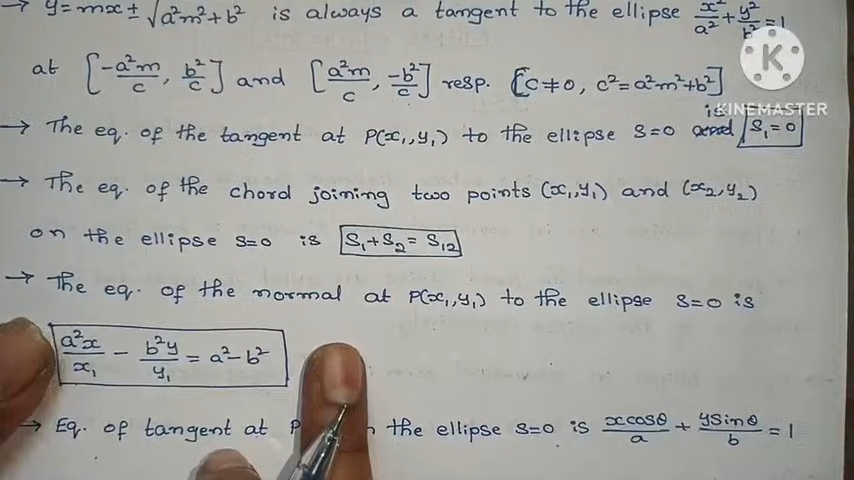 → y = mx ± √a²m²+b² is always a tangent to the ellipse x²/a² + y²/b² = 1
at [-a²m/c, b²/c] and [a²m/c, -b²/c] resp. [c≠0, c² = a²m²+b²]
KINEMASTER
→ The eq. of the tangent at P(x₁,y₁) to the ellipse S=0 is S₁=0
→ The eq. of the chord joining two points (x₁,y₁) and (x₂,y₂)
on the ellipse S=0 is S₁+S₂ = S₁₂
→ The eq. of the normal at P(x₁,y₁) to the ellipse S=0 is
a²x/x₁ - b²y/y₁ = a²-b²
→ Eq. of tangent at P the ellipse S=0 is xcosθ/a + ysinθ/b = 1